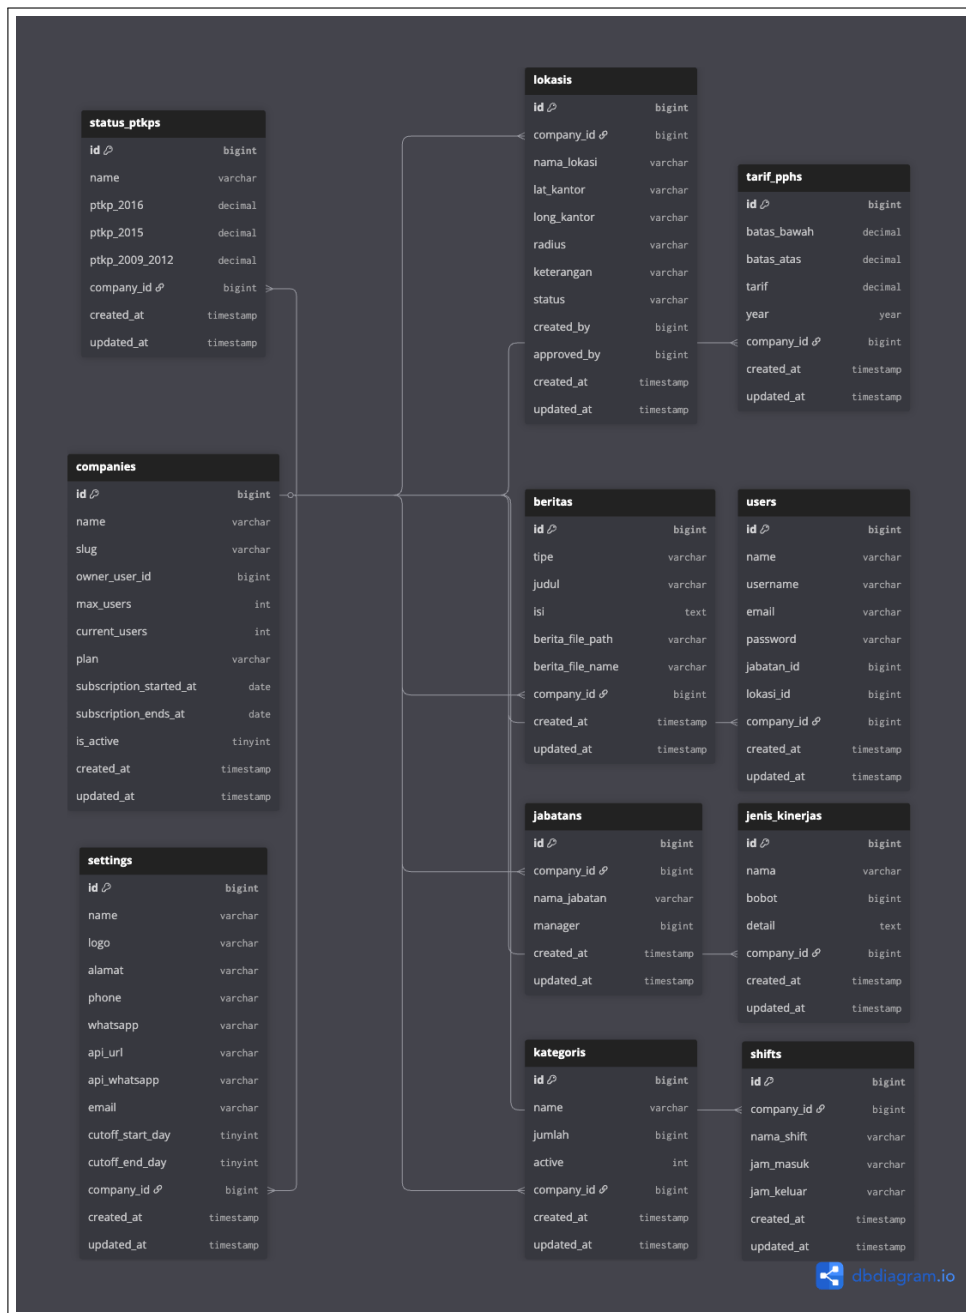 status_ptkps
id bigint
name varchar
ptkp_2016 decimal
ptkp_2015 decimal
ptkp_2009_2012 decimal
company_id bigint
created_at timestamp
updated_at timestamp
companies
id bigint
name varchar
slug varchar
owner_user_id bigint
max_users int
current_users int
plan varchar
subscription_started_at date
subscription_ends_at date
is_active tinyint
created_at timestamp
updated_at timestamp
settings
id bigint
name varchar
logo varchar
alamat varchar
phone varchar
whatsapp varchar
api_url varchar
api_whatsapp varchar
email varchar
cutoff_start_day tinyint
cutoff_end_day tinyint
company_id bigint
created_at timestamp
updated_at timestamp
lokasis
id bigint
company_id bigint
nama_lokasi varchar
lat_kantor varchar
long_kantor varchar
radius varchar
keterangan varchar
status varchar
created_by bigint
approved_by bigint
created_at timestamp
updated_at timestamp
tarif_pphs
id bigint
batas_bawah decimal
batas_atas decimal
tarif decimal
year year
company_id bigint
created_at timestamp
updated_at timestamp
beritas
id bigint
tipe varchar
judul varchar
isi text
berita_file_path varchar
berita_file_name varchar
company_id bigint
created_at timestamp
updated_at timestamp
users
id bigint
name varchar
username varchar
email varchar
password varchar
jabatan_id bigint
lokasi_id bigint
company_id bigint
created_at timestamp
updated_at timestamp
jabatans
id bigint
company_id bigint
nama_jabatan varchar
manager bigint
created_at timestamp
updated_at timestamp
jenis_kinerjas
id bigint
nama varchar
bobot bigint
detail text
company_id bigint
created_at timestamp
updated_at timestamp
kategoris
id bigint
name varchar
jumlah bigint
active int
company_id bigint
created_at timestamp
updated_at timestamp
shifts
id bigint
company_id bigint
nama_shift varchar
jam_masuk varchar
jam_keluar varchar
created_at timestamp
updated_at timestamp
dbdiagram.io